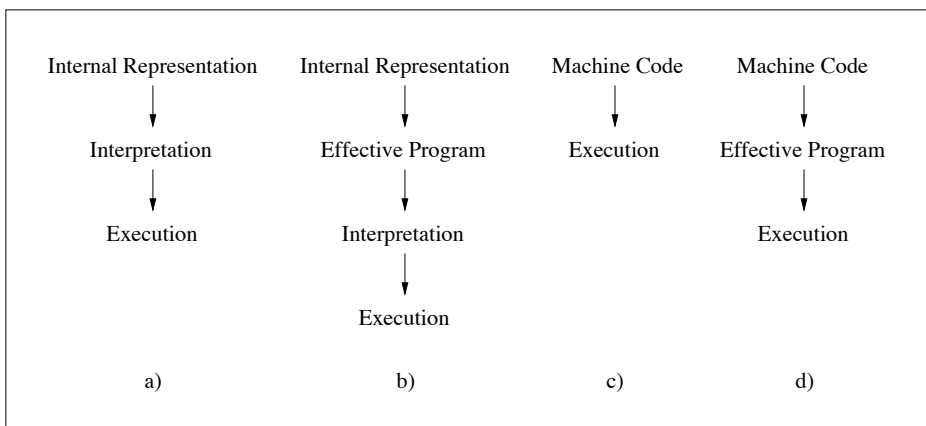 Internal Representation
Interpretation
Execution
a)
Internal Representation
Effective Program
Interpretation
Execution
b)
Machine Code
Execution
c)
Machine Code
Effective Program
Execution
d)